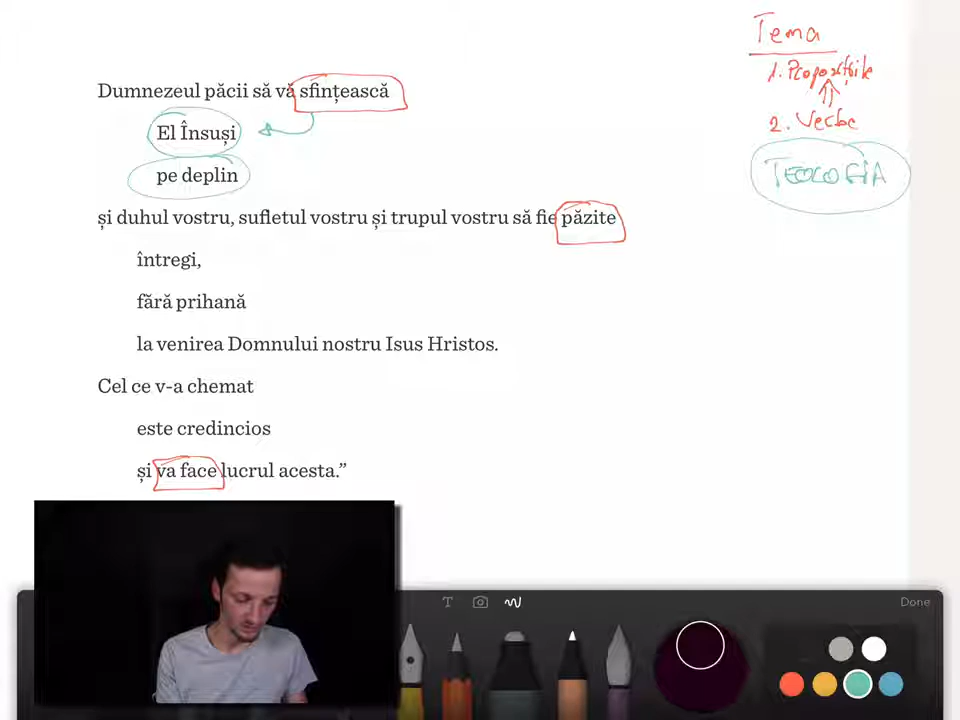 Tema
1. Propozițiile
2. Verbe
TEOLOGIA
Dumnezeul păcii să vă sfințească
El Însuși
pe deplin
și duhul vostru, sufletul vostru și trupul vostru să fie păzite
întregi,
fără prihană
la venirea Domnului nostru Isus Hristos.
Cel ce v-a chemat
este credincios
și va face lucrul acesta.”
T
Done